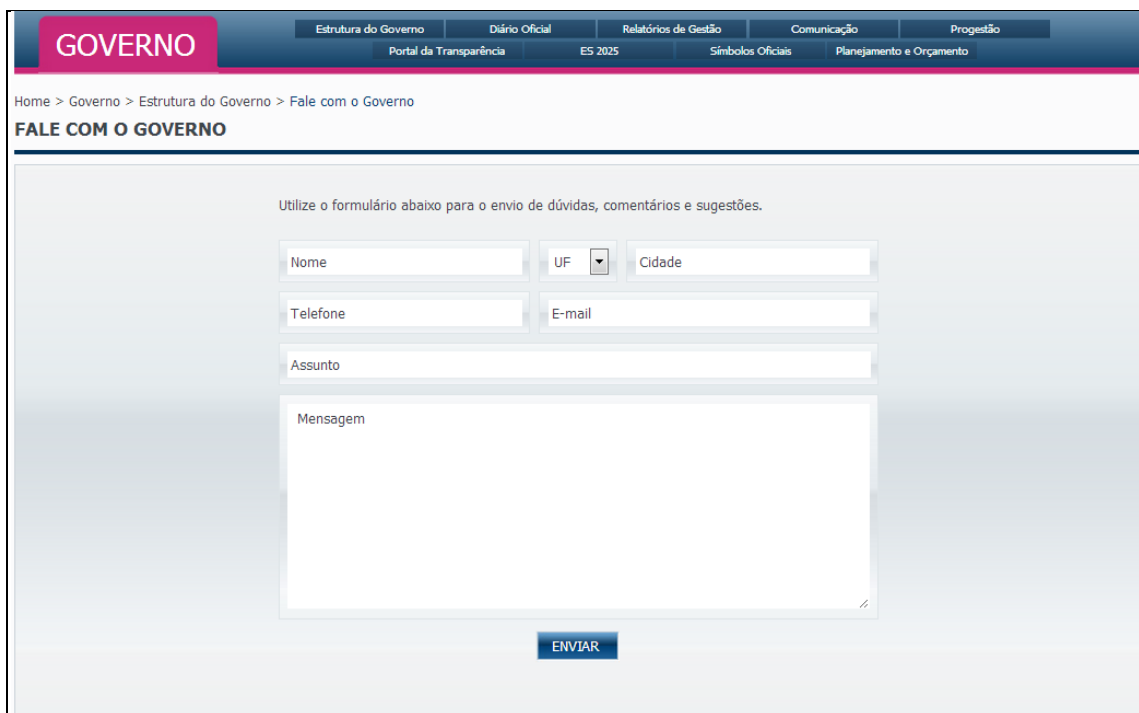 GOVERNO
Estrutura do Governo Diário Oficial Relatórios de Gestão Comunicação Progestão
Portal da Transparência ES 2025 Símbolos Oficiais Planejamento e Orçamento
Home > Governo > Estrutura do Governo > Fale com o Governo
FALE COM O GOVERNO
Utilize o formulário abaixo para o envio de dúvidas, comentários e sugestões.
Nome UF Cidade
Telefone E-mail
Assunto
Mensagem
ENVIAR